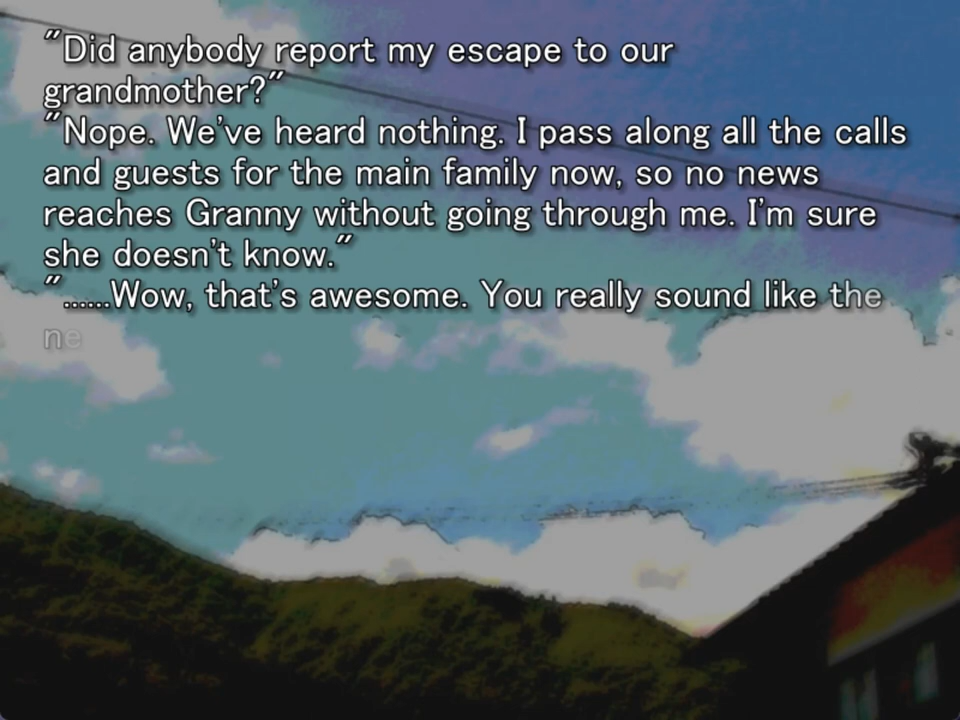 "Did anybody report my escape to our
grandmother?"
"Nope. We've heard nothing. I pass along all the calls
and guests for the main family now, so no news
reaches Granny without going through me. I'm sure
she doesn't know."
"......Wow, that's awesome. You really sound like the
ne